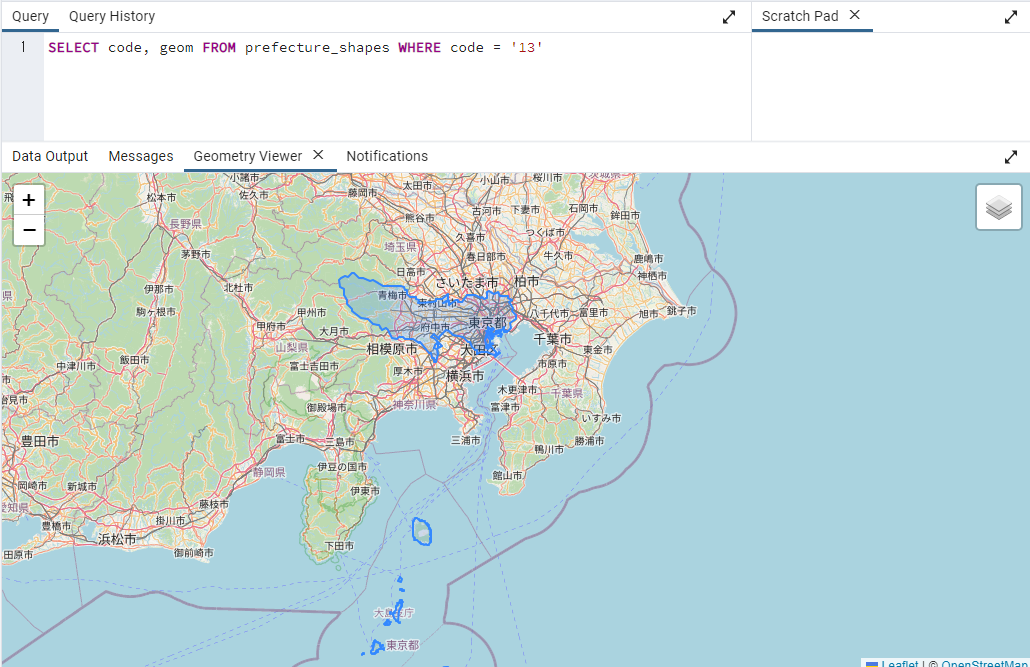 Query Query History
Scratch Pad
1 SELECT code, geom FROM prefecture_shapes WHERE code = '13'
Data Output Messages Geometry Viewer Notifications
+
−
小諸市
太田市
小山市
桜川市
茨城県
松本市
佐久市
藤岡市
古河市
下妻市
石岡市
鉾田市
長野県
熊谷市
久喜市
つくば市
埼玉県
茅野市
春日部市
牛久市
鹿嶋市
日高市
神栖市
伊那市
北杜市
さいたま市
柏市
青梅市
東村山市
駒ヶ根市
甲州市
八千代市
富里市
旭市
銚子市
甲府市
大月市
府中市
東京都
千葉市
山梨県
相模原市
大田区
東金市
飯田市
中津川市
富士吉田市
厚木市
横浜市
市原市
木更津市
千葉県
御殿場市
神奈川県
富津市
いすみ市
豊田市
富士市
三島市
三浦市
鴨川市
勝浦市
静岡県
伊豆の国市
館山市
岡崎市
新城市
伊東市
藤枝市
豊橋市
掛川市
浜松市
下田市
田原市
御前崎市
東京都
Leaflet | © OpenStreetMap